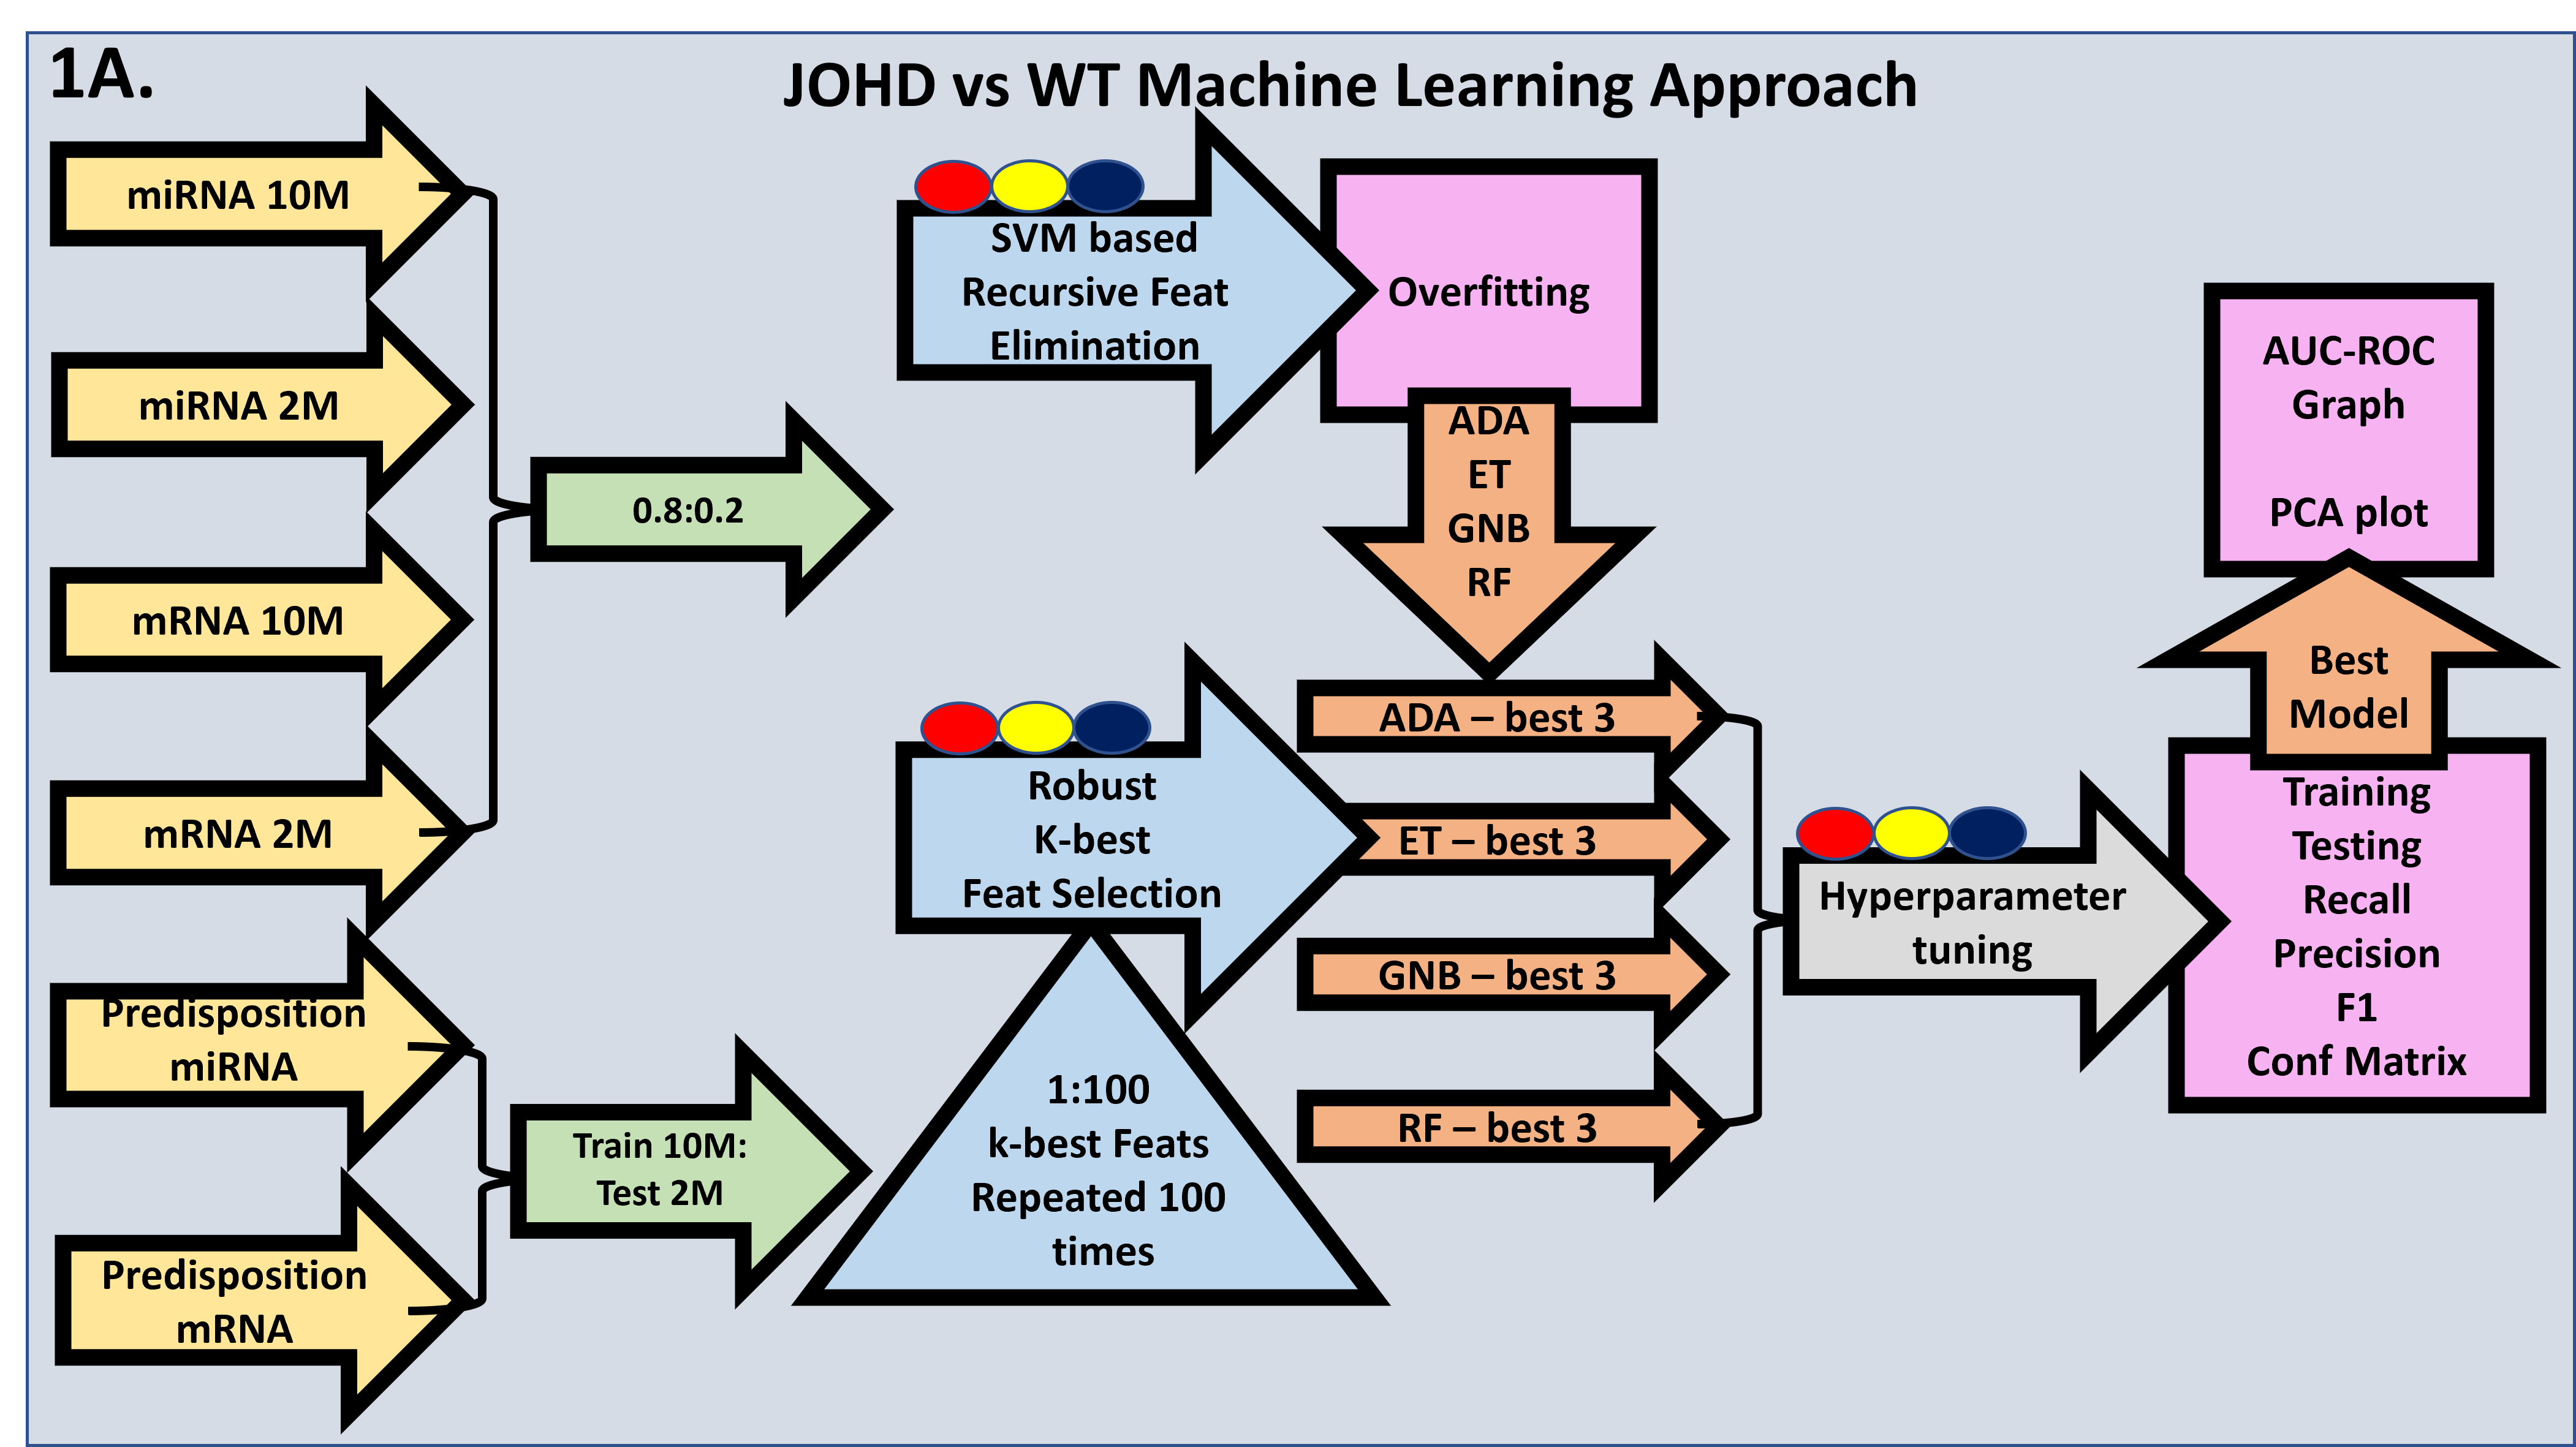 1A.
JOHD vs WT Machine Learning Approach
miRNA 10M
miRNA 2M
mRNA 10M
mRNA 2M
Predisposition
miRNA
Predisposition
mRNA
0.8:0.2
Train 10M:
Test 2M
SVM based
Recursive Feat
Elimination
Overfitting
ADA
ET
GNB
RF
Robust
K-best
Feat Selection
1:100
k-best Feats
Repeated 100
times
ADA – best 3
ET – best 3
GNB – best 3
RF – best 3
Hyperparameter
tuning
Training
Testing
Recall
Precision
F1
Conf Matrix
Best
Model
AUC-ROC
Graph
PCA plot